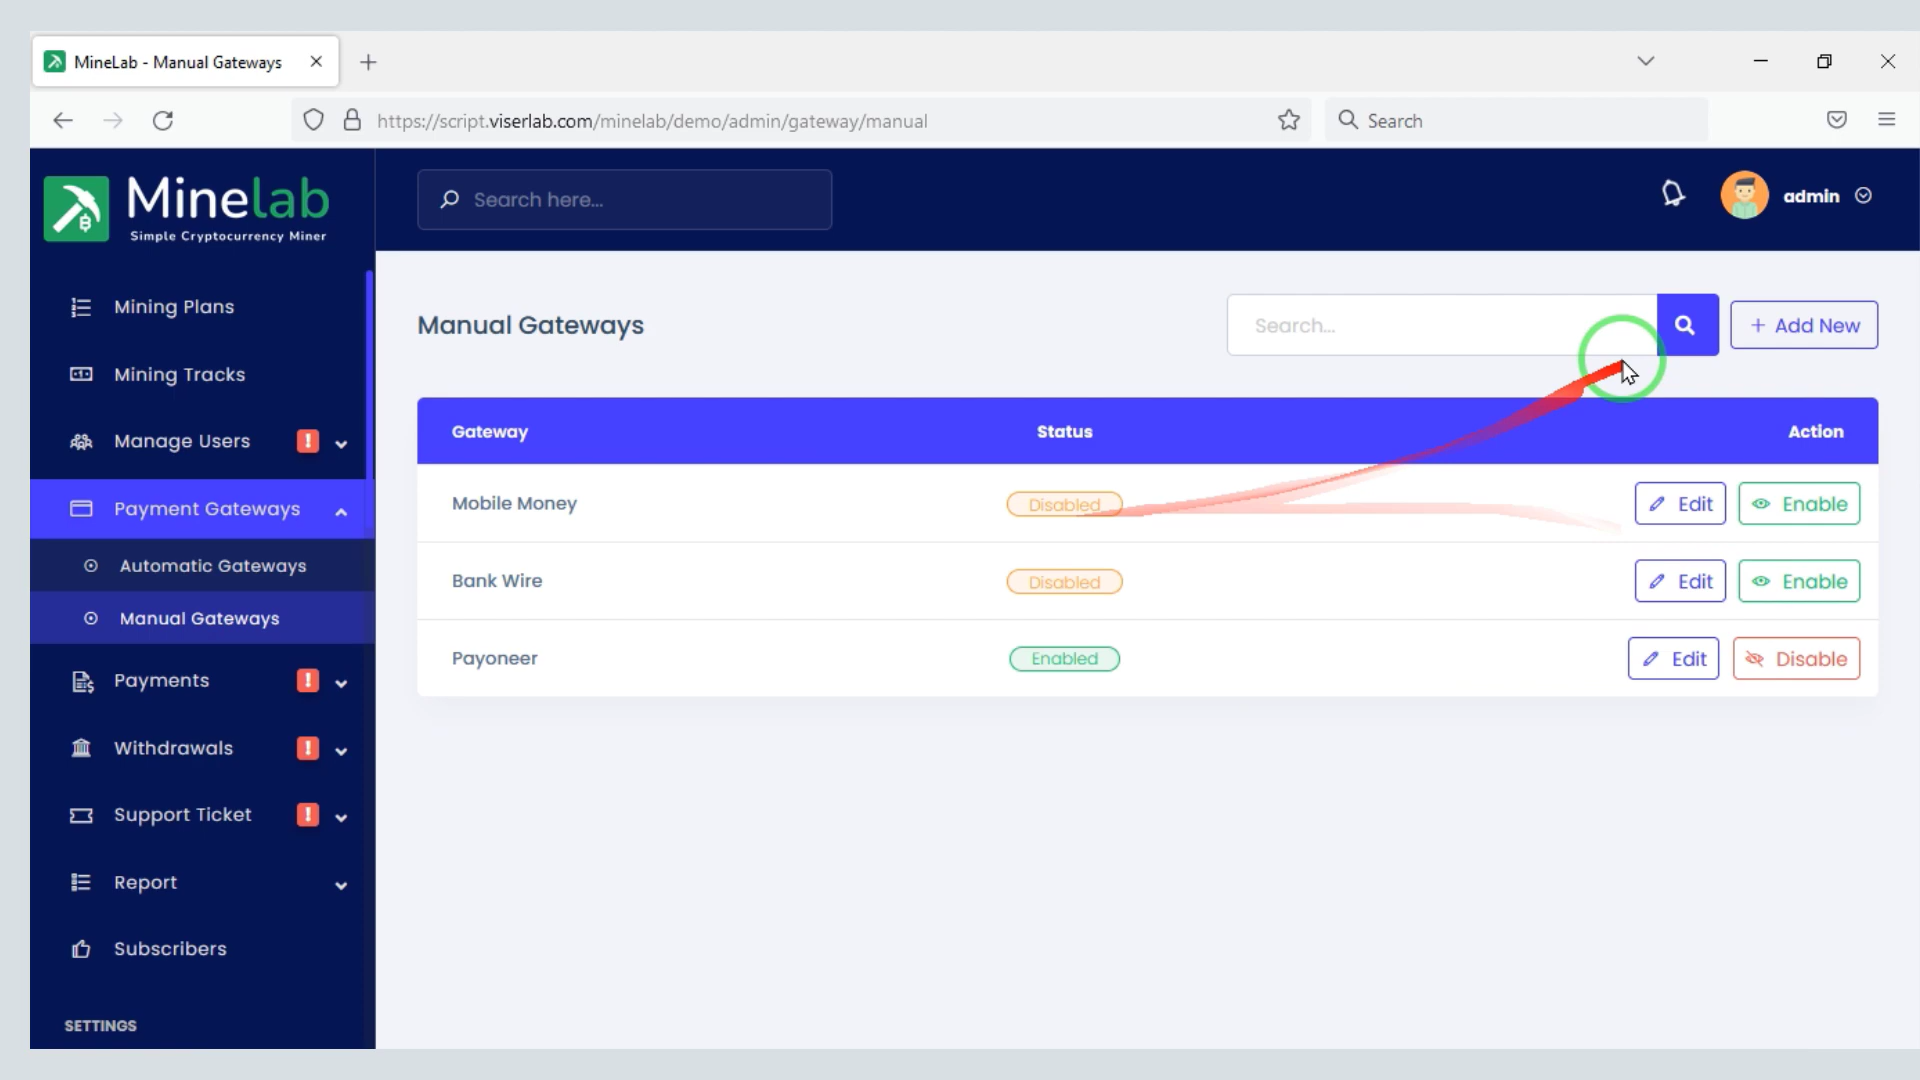 MineLab - Manual Gateways
https://script.viserlab.com/minelab/demo/admin/gateway/manual
Search
Minelab
Simple Cryptocurrency Miner
Search here...
admin
Mining Plans
Mining Tracks
Manage Users
!
Payment Gateways
Automatic Gateways
Manual Gateways
Payments
!
Withdrawals
!
Support Ticket
!
Report
Subscribers
SETTINGS
Manual Gateways
Search...
+ Add New
Gateway Status Action
Mobile Money Disabled Edit Enable
Bank Wire Disabled Edit Enable
Payoneer Enabled Edit Disable